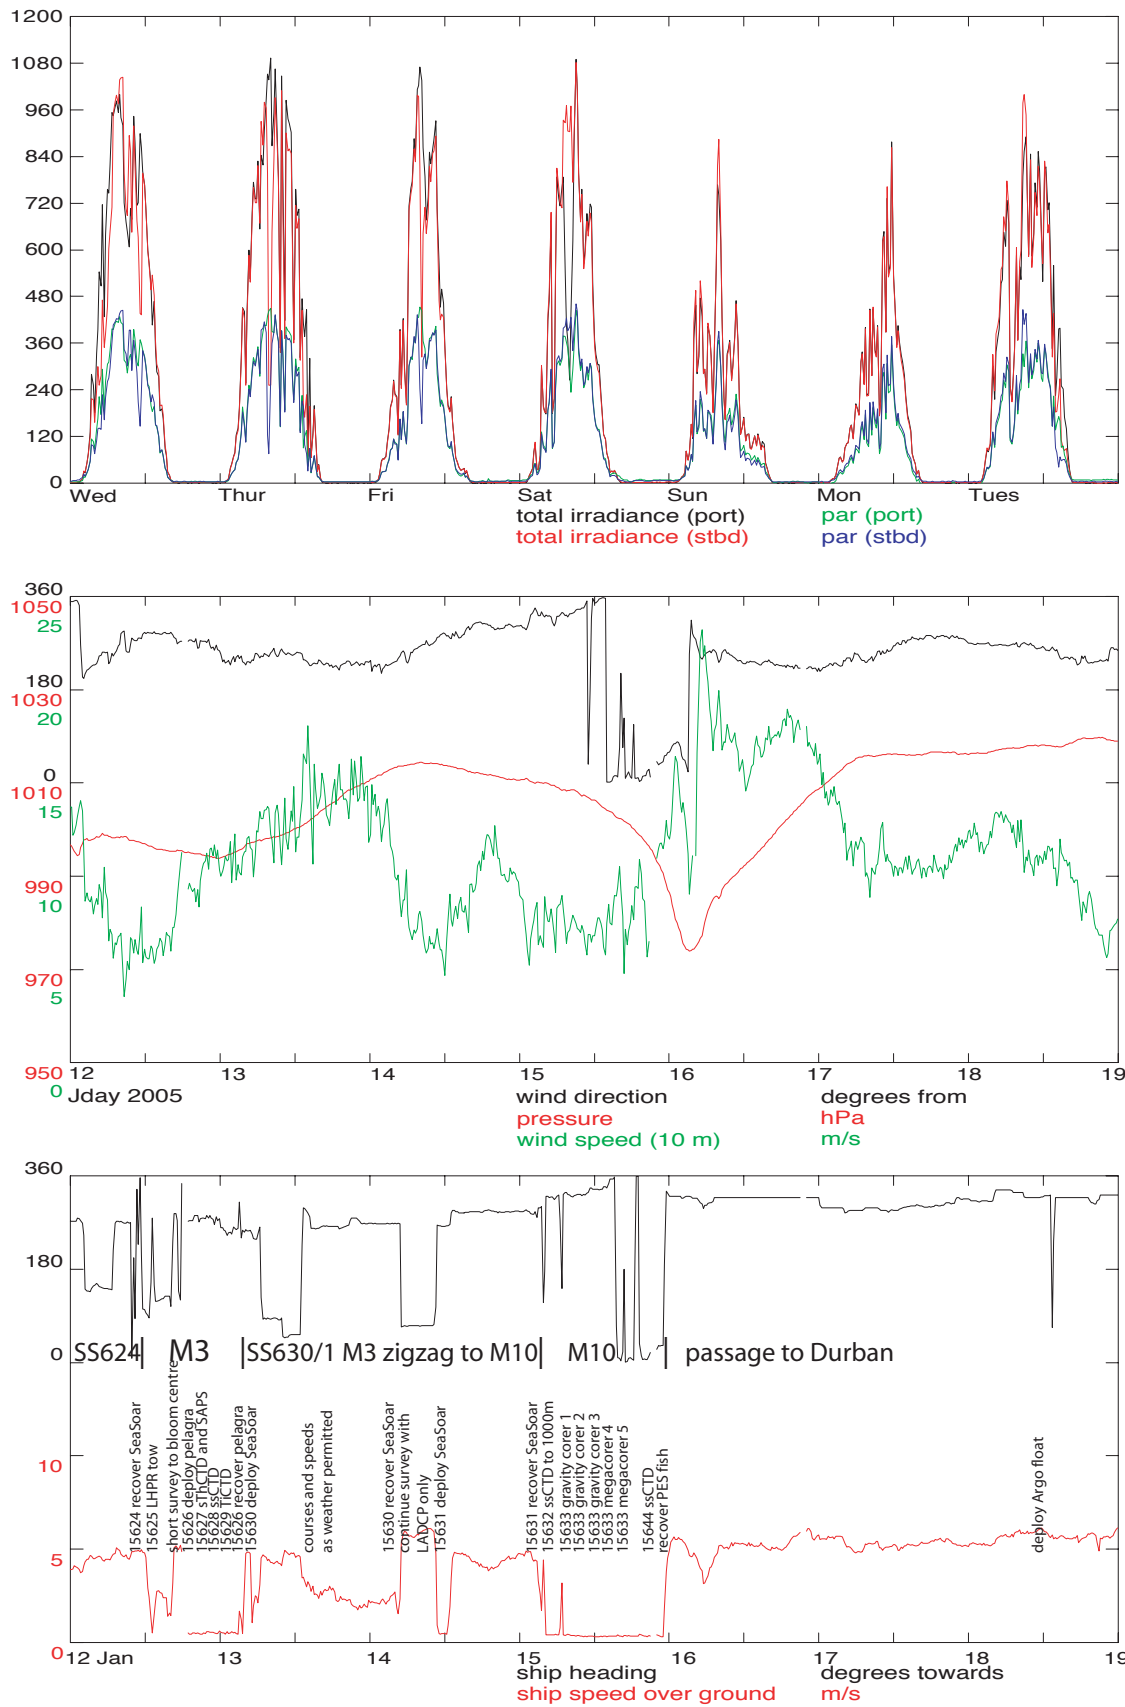 1200
1080
960
840
720
600
480
360
240
120
0
Wed Thur Fri Sat Sun Mon Tues
total irradiance (port) par (port)
total irradiance (stbd) par (stbd)
360
1050
25
180
1030
20
0
1010
15
990
10
970
5
950
0
12 13 14 15 16 17 18 19
Jday 2005 wind direction degrees from
pressure hPa
wind speed (10 m) m/s
360
180
0
SS624 M3 SS630/1 M3 zigzag to M10 M10 passage to Durban
15624 recover SeaSoar
15625 LHPR tow
short survey to bloom centre
15626 deploy pelagra
15627 sThCTD and SAPS
15628 ssCTD
15629 TiCTD
15626 recover pelagra
15630 deploy SeaSoar
courses and speeds
as weather permitted
15630 recover SeaSoar
continue survey with
LADCP only
15631 deploy SeaSoar
15631 recover SeaSoar
15632 ssCTD to 1000m
15633 gravity corer 1
15633 gravity corer 2
15633 gravity corer 3
15633 megacorer 4
15633 megacorer 5
15644 ssCTD
recover PES fish
deploy Argo float
10
5
0
12 Jan 13 14 15 16 17 18 19
ship heading degrees towards
ship speed over ground m/s